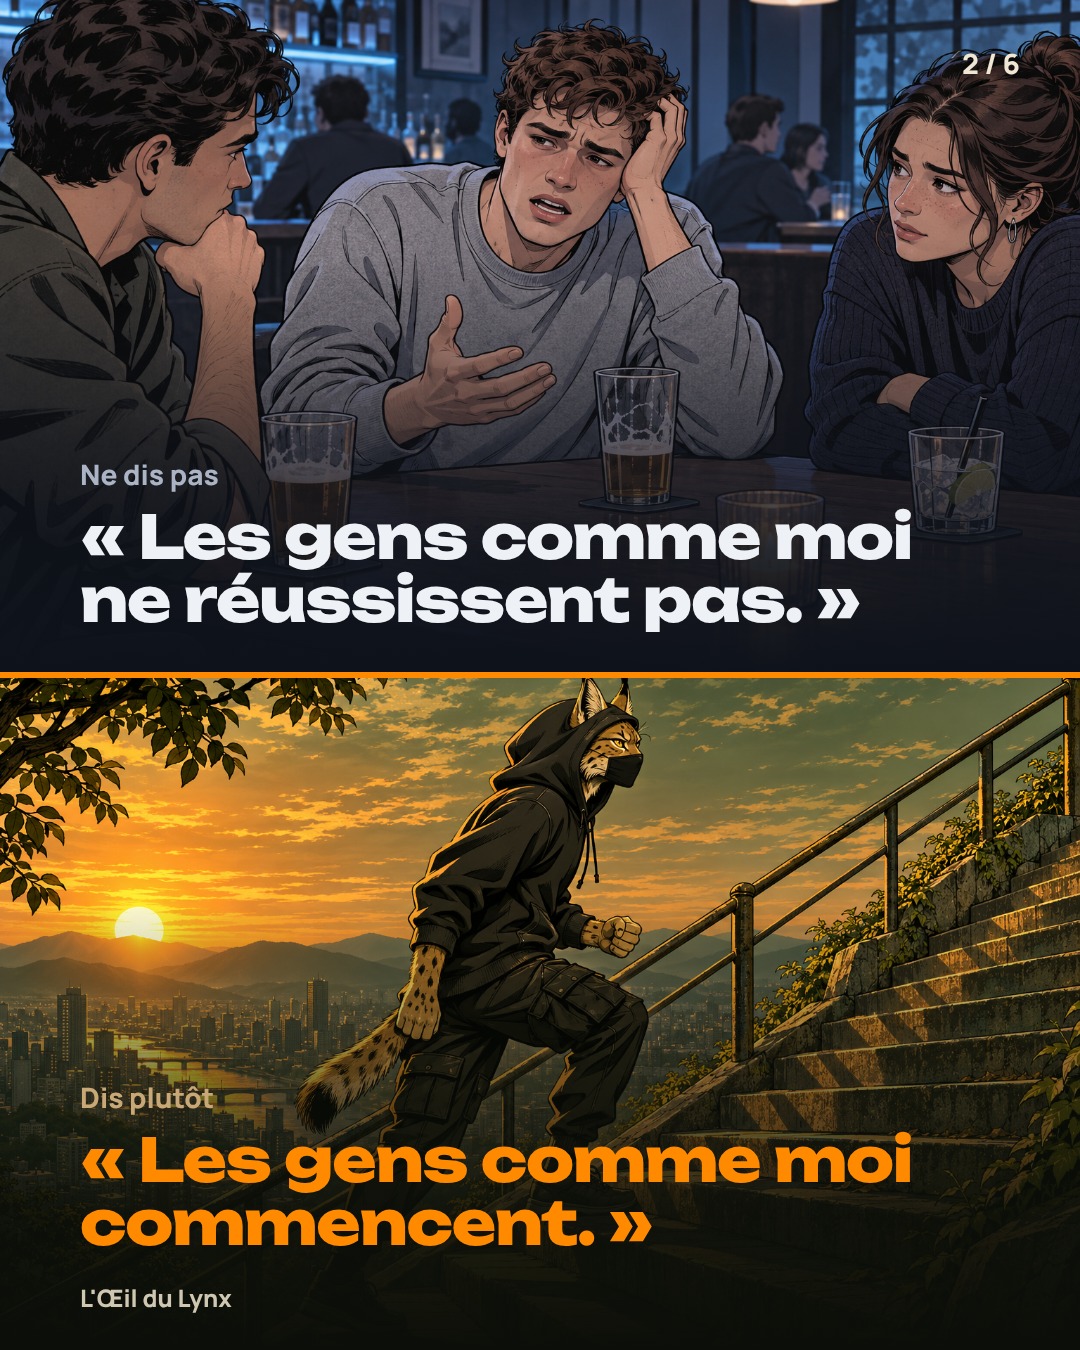 2 / 6
Ne dis pas
« Les gens comme moi
ne réussissent pas. »
Dis plutôt
« Les gens comme moi
commencent. »
L'Œil du Lynx